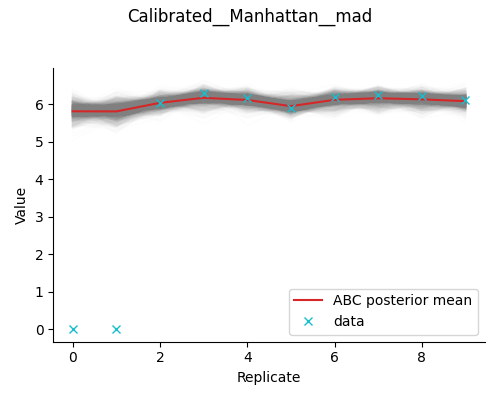 Calibrated__Manhattan__mad
6
5
4
3
2
1
0
Value
0
2
4
6
8
Replicate
ABC posterior mean
data